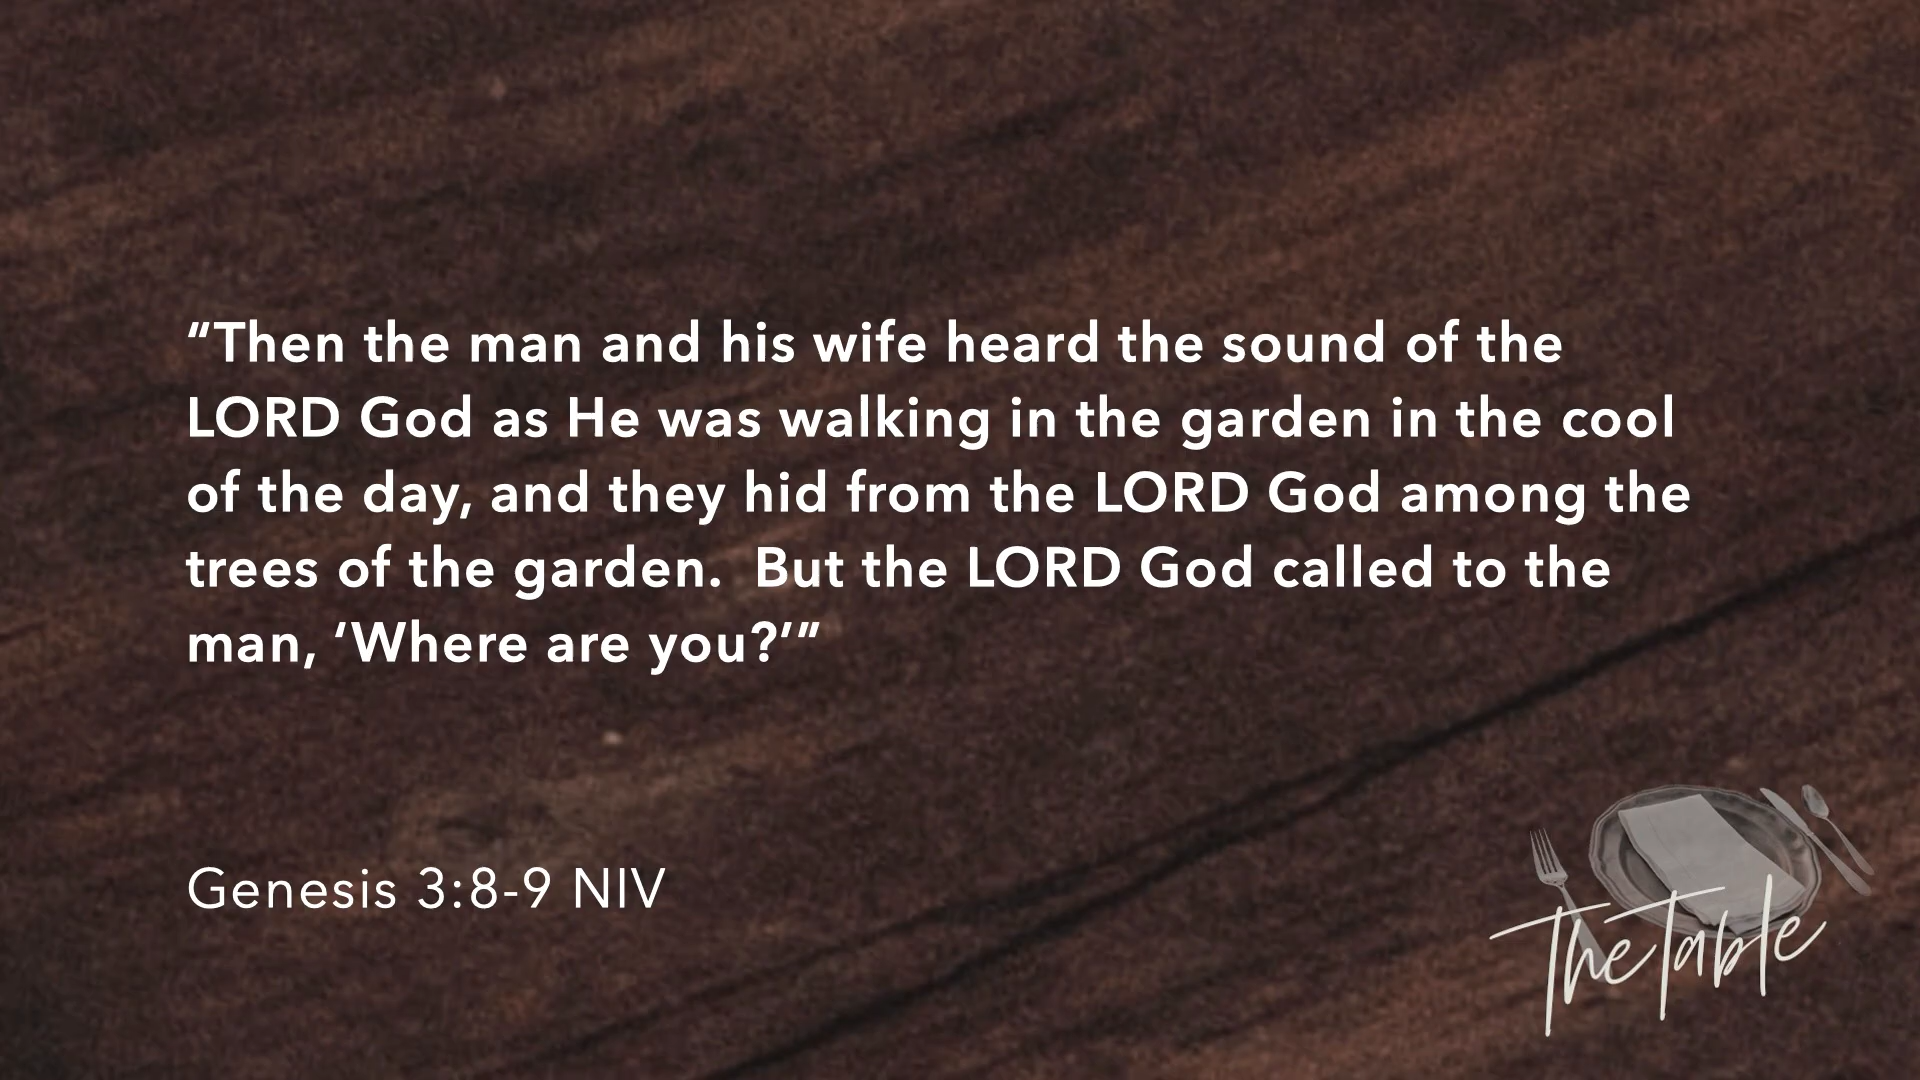 “Then the man and his wife heard the sound of the
LORD God as He was walking in the garden in the cool
of the day, and they hid from the LORD God among the
trees of the garden.  But the LORD God called to the
man, ‘Where are you?’”
Genesis 3:8-9 NIV
The Table